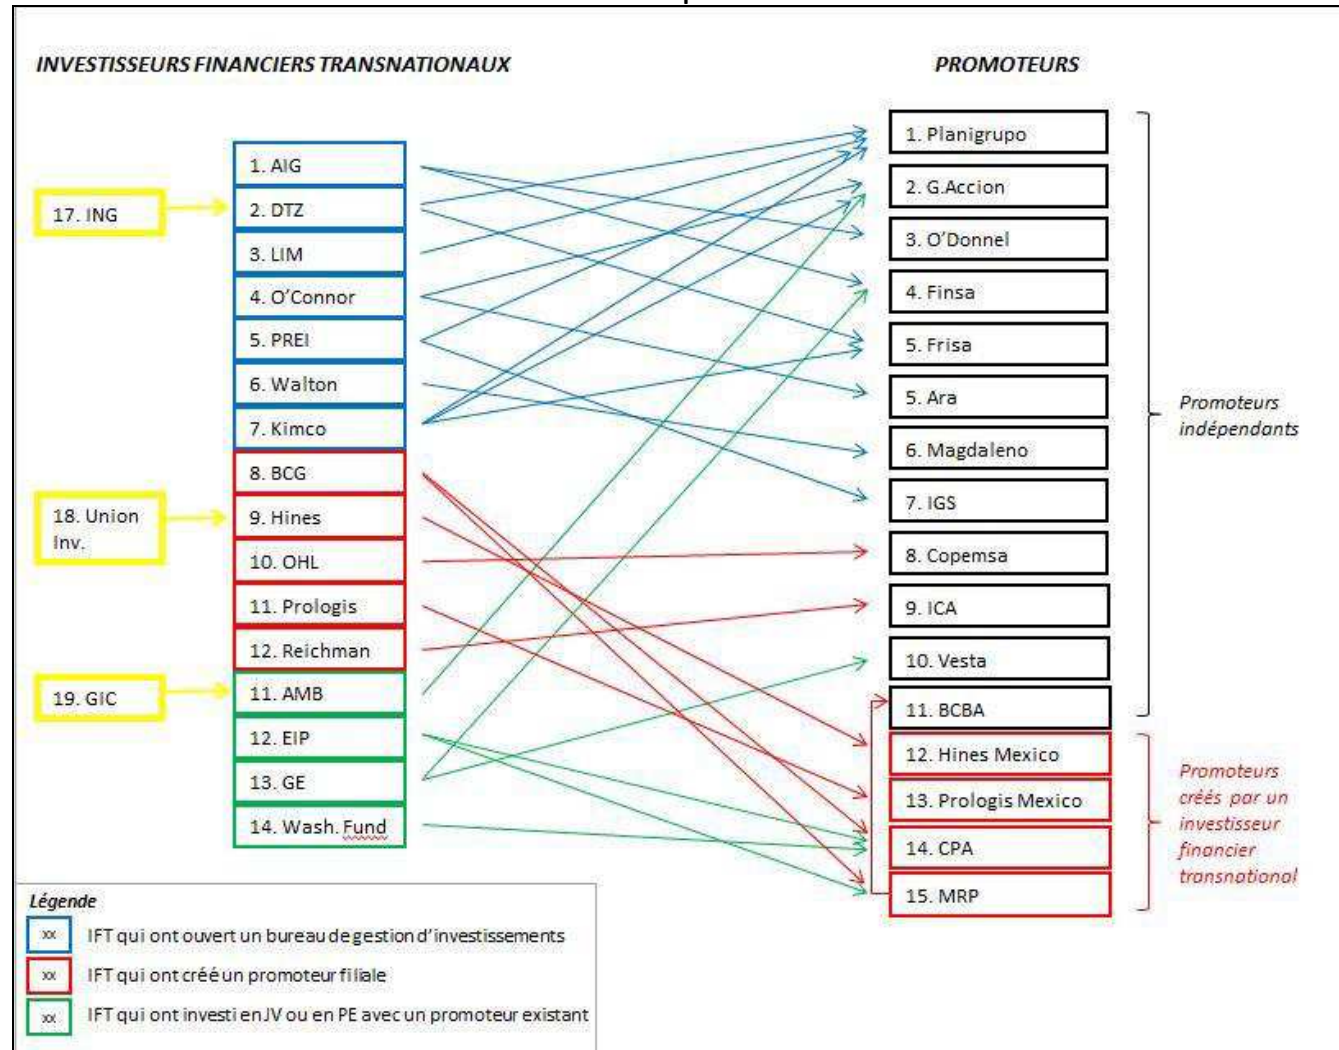 INVESTISSEURS FINANCIERS TRANSNATIONAUX
PROMOTEURS
17. ING
18. Union
Inv.
19. GIC
1. AIG
2. DTZ
3. LIM
4. O'Connor
5. PREI
6. Walton
7. Kimco
8. BCG
9. Hines
10. OHL
11. Prologis
12. Reichman
11. AMB
12. EIP
13. GE
14. Wash. Fund
1. Planigrupo
2. G.Accion
3. O'Donnel
4. Finsa
5. Frisa
5. Ara
6. Magdaleno
7. IGS
8. Copemsa
9. ICA
10. Vesta
11. BCBA
12. Hines Mexico
13. Prologis Mexico
14. CPA
15. MRP
Promoteurs
indépendants
Promoteurs
créés par un
investisseur
financier
transnational
Légende
xx IFT qui ont ouvert un bureau de gestion d'investissements
xx IFT qui ont créé un promoteur filiale
xx IFT qui ont investi en JV ou en PE avec un promoteur existant